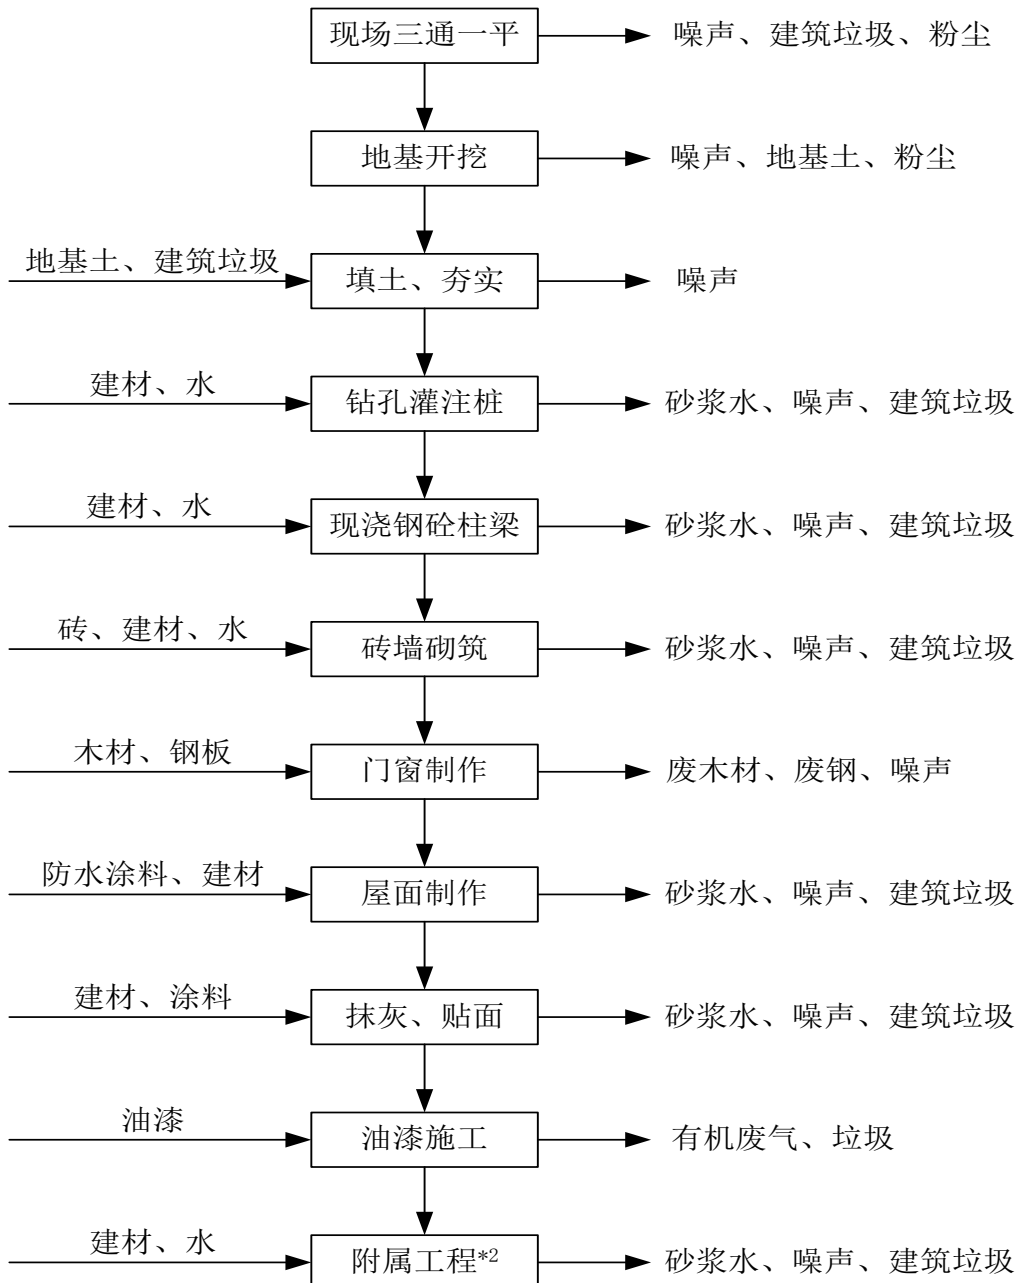 现场三通一平 噪声、建筑垃圾、粉尘
地基开挖 噪声、地基土、粉尘
地基土、建筑垃圾 填土、夯实 噪声
建材、水 钻孔灌注桩 砂浆水、噪声、建筑垃圾
建材、水 现浇钢砼柱梁 砂浆水、噪声、建筑垃圾
砖、建材、水 砖墙砌筑 砂浆水、噪声、建筑垃圾
木材、钢板 门窗制作 废木材、废钢、噪声
防水涂料、建材 屋面制作 砂浆水、噪声、建筑垃圾
建材、涂料 抹灰、贴面 砂浆水、噪声、建筑垃圾
油漆 油漆施工 有机废气、垃圾
建材、水 附属工程*2 砂浆水、噪声、建筑垃圾